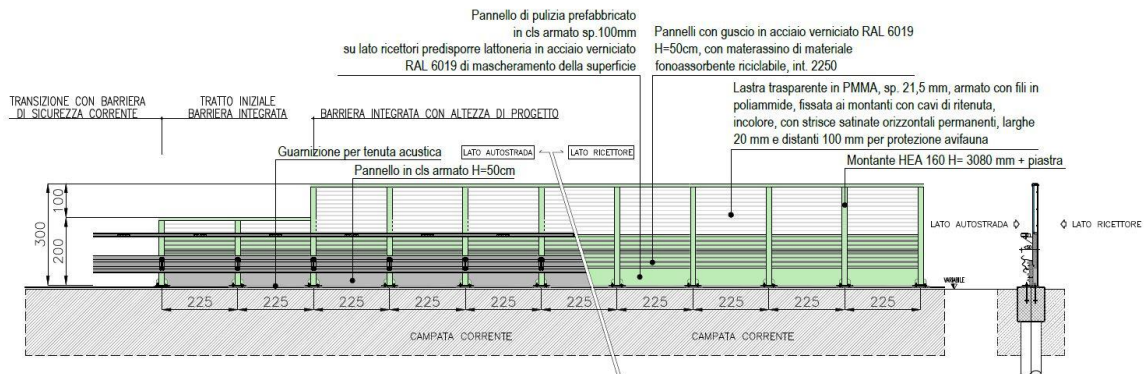 Pannello di pulizia prefabbricato
in cls armato sp.100mm
su lato ricettori predisporre lattoneria in acciaio verniciato
RAL 6019 di mascheramento della superficie
Pannelli con guscio in acciaio verniciato RAL 6019
H=50cm, con materassino di materiale
fonoassorbente riciclabile, int. 2250
Lastra trasparente in PMMA, sp. 21,5 mm, armato con fili in
poliammide, fissata ai montanti con cavi di ritenuta,
incolore, con strisce satinate orizzontali permanenti, larghe
20 mm e distanti 100 mm per protezione avifauna
Montante HEA 160 H= 3080 mm + piastra
TRANSIZIONE CON BARRIERA
DI SICUREZZA CORRENTE
TRATTO INIZIALE
BARRIERA INTEGRATA
BARRIERA INTEGRATA CON ALTEZZA DI PROGETTO
Guarnizione per tenuta acustica
LATO AUTOSTRADA
LATO RICETTORE
Pannello in cls armato H=50cm
300
100
200
LATO AUTOSTRADA
LATO RICETTORE
VARIABILE
225 225 225 225 225 225 225 225 225 225
CAMPATA CORRENTE
CAMPATA CORRENTE